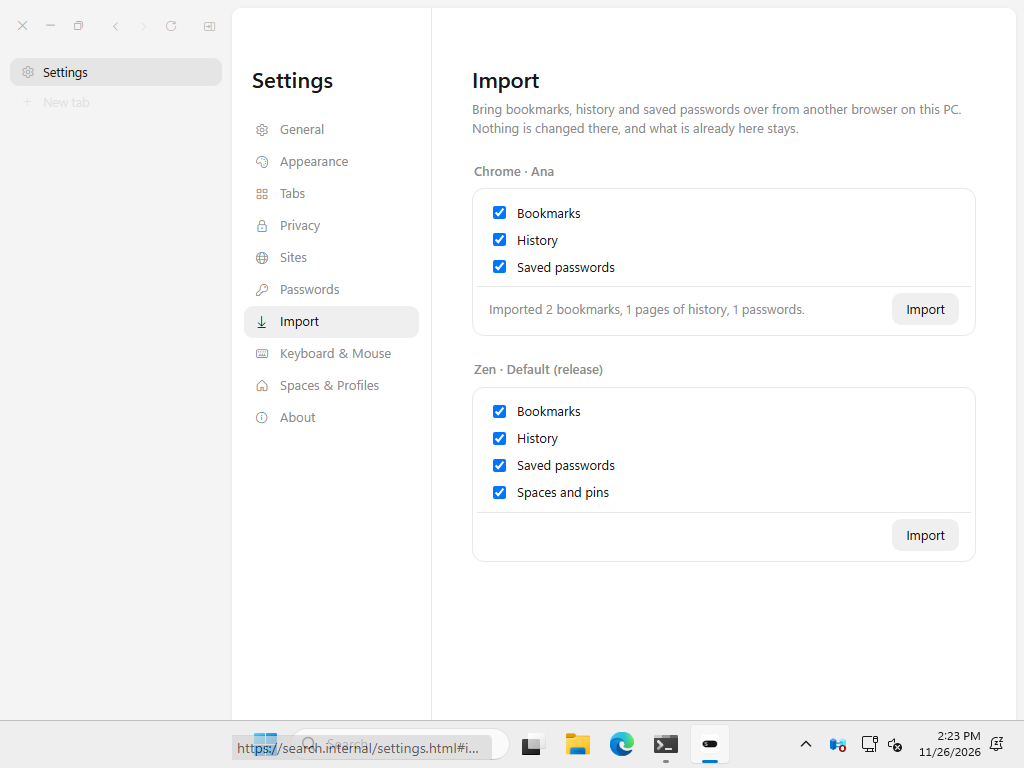 Settings
New tab
Settings
General
Appearance
Tabs
Privacy
Sites
Passwords
Import
Keyboard & Mouse
Spaces & Profiles
About
Import
Bring bookmarks, history and saved passwords over from another browser on this PC.
Nothing is changed there, and what is already here stays.
Chrome · Ana
Bookmarks
History
Saved passwords
Imported 2 bookmarks, 1 pages of history, 1 passwords.
Import
Zen · Default (release)
Bookmarks
History
Saved passwords
Spaces and pins
Import
https://search.internal/settings.html#i...
Search
2:23 PM
11/26/2026